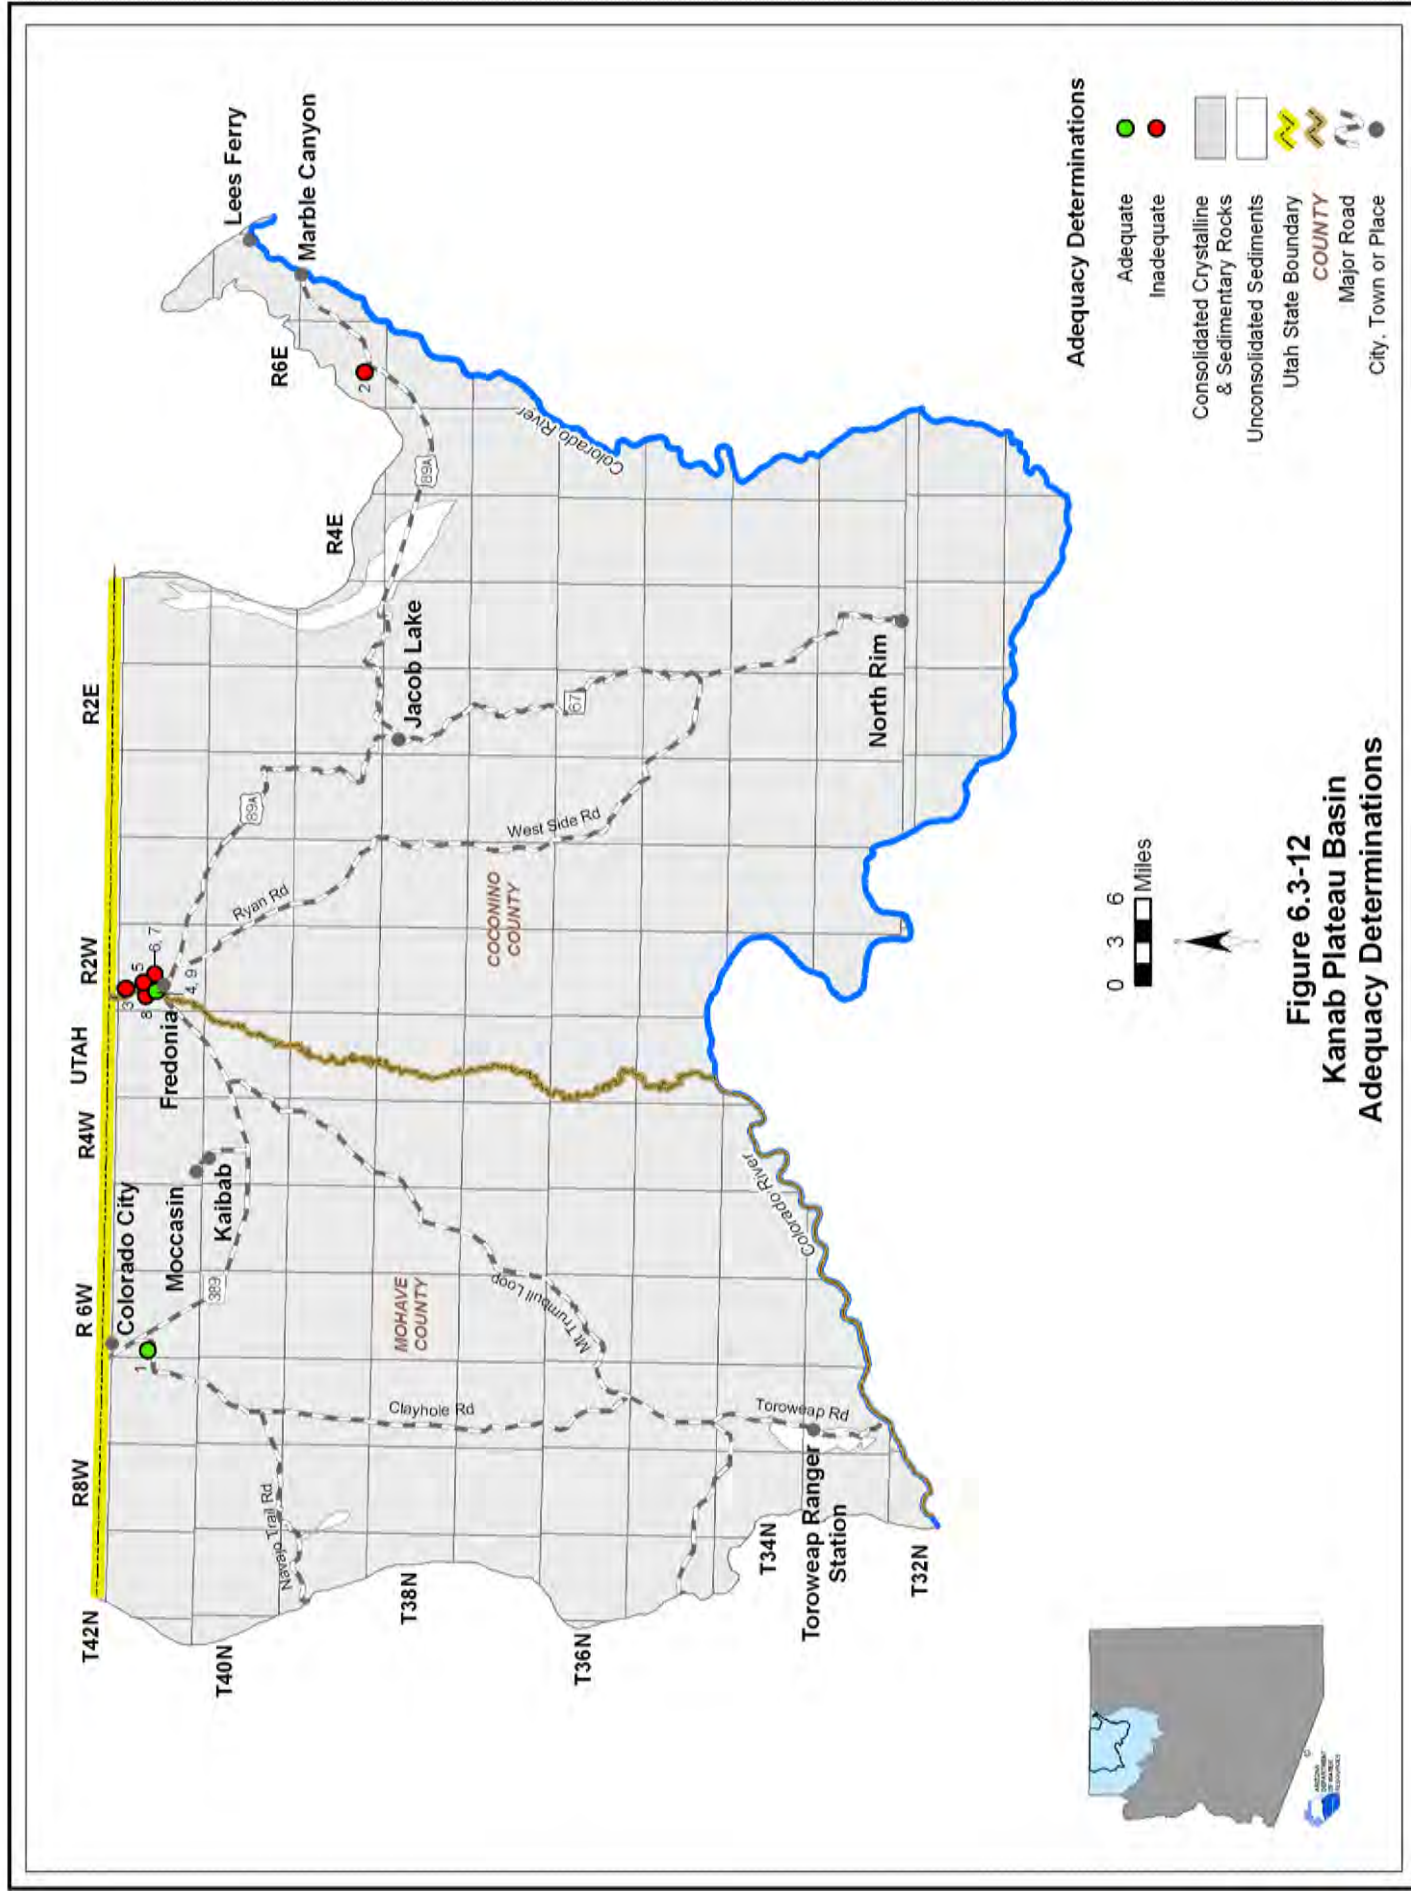 R8W
R 6W
R4W
UTAH
R2W
R2E
R4E
R6E
T42N
T40N
T38N
T36N
T34N
T32N
Colorado City
Moccasin
Kaibab
Fredonia
Jacob Lake
North Rim
Lees Ferry
Marble Canyon
Toroweap Ranger
Station
MOHAVE
COUNTY
COCONINO
COUNTY
Navajo Trail Rd
Clayhole Rd
Mt Trumbull Loop
Toroweap Rd
Ryan Rd
West Side Rd
Colorado River
Colorado River
389
89A
89A
67
1
2
3
8
5
6, 7
4, 9
0 3 6
Miles
Figure 6.3-12
Kanab Plateau Basin
Adequacy Determinations
Adequacy Determinations
Adequate
Inadequate
Consolidated Crystalline
& Sedimentary Rocks
Unconsolidated Sediments
Utah State Boundary
COUNTY
Major Road
City, Town or Place
ARIZONA
DEPARTMENT
OF WATER
RESOURCES